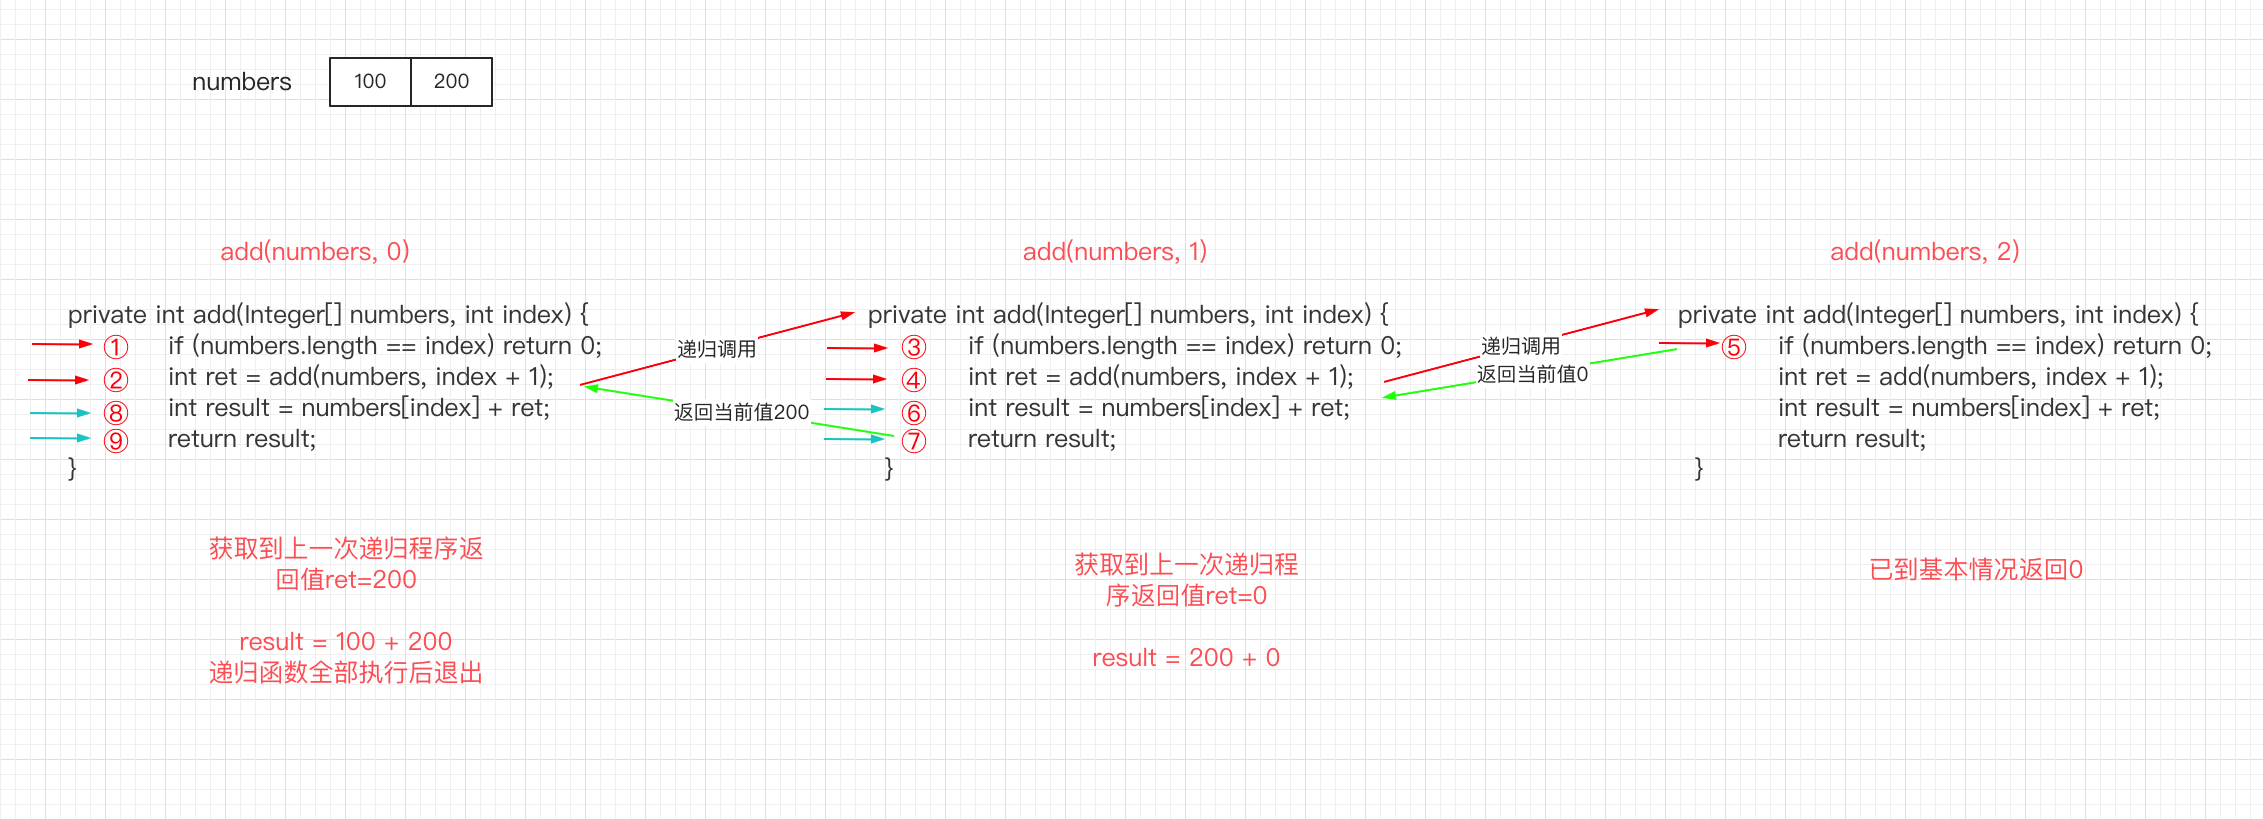 numbers
100
200
add(numbers, 0)
private int add(Integer[] numbers, int index) {
① if (numbers.length == index) return 0;
② int ret = add(numbers, index + 1);
⑧ int result = numbers[index] + ret;
⑨ return result;
}
获取到上一次递归程序返
回值ret=200
result = 100 + 200
递归函数全部执行后退出
递归调用
返回当前值200
add(numbers, 1)
private int add(Integer[] numbers, int index) {
③ if (numbers.length == index) return 0;
④ int ret = add(numbers, index + 1);
⑥ int result = numbers[index] + ret;
⑦ return result;
}
获取到上一次递归程
序返回值ret=0
result = 200 + 0
递归调用
返回当前值0
add(numbers, 2)
private int add(Integer[] numbers, int index) {
⑤ if (numbers.length == index) return 0;
int ret = add(numbers, index + 1);
int result = numbers[index] + ret;
return result;
}
已到基本情况返回0